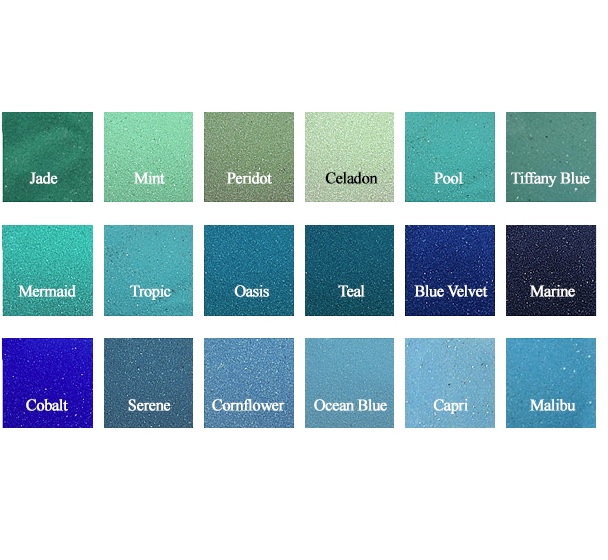 Jade
Mint
Peridot
Celadon
Pool
Tiffany Blue
Mermaid
Tropic
Oasis
Teal
Blue Velvet
Marine
Cobalt
Serene
Cornflower
Ocean Blue
Capri
Malibu